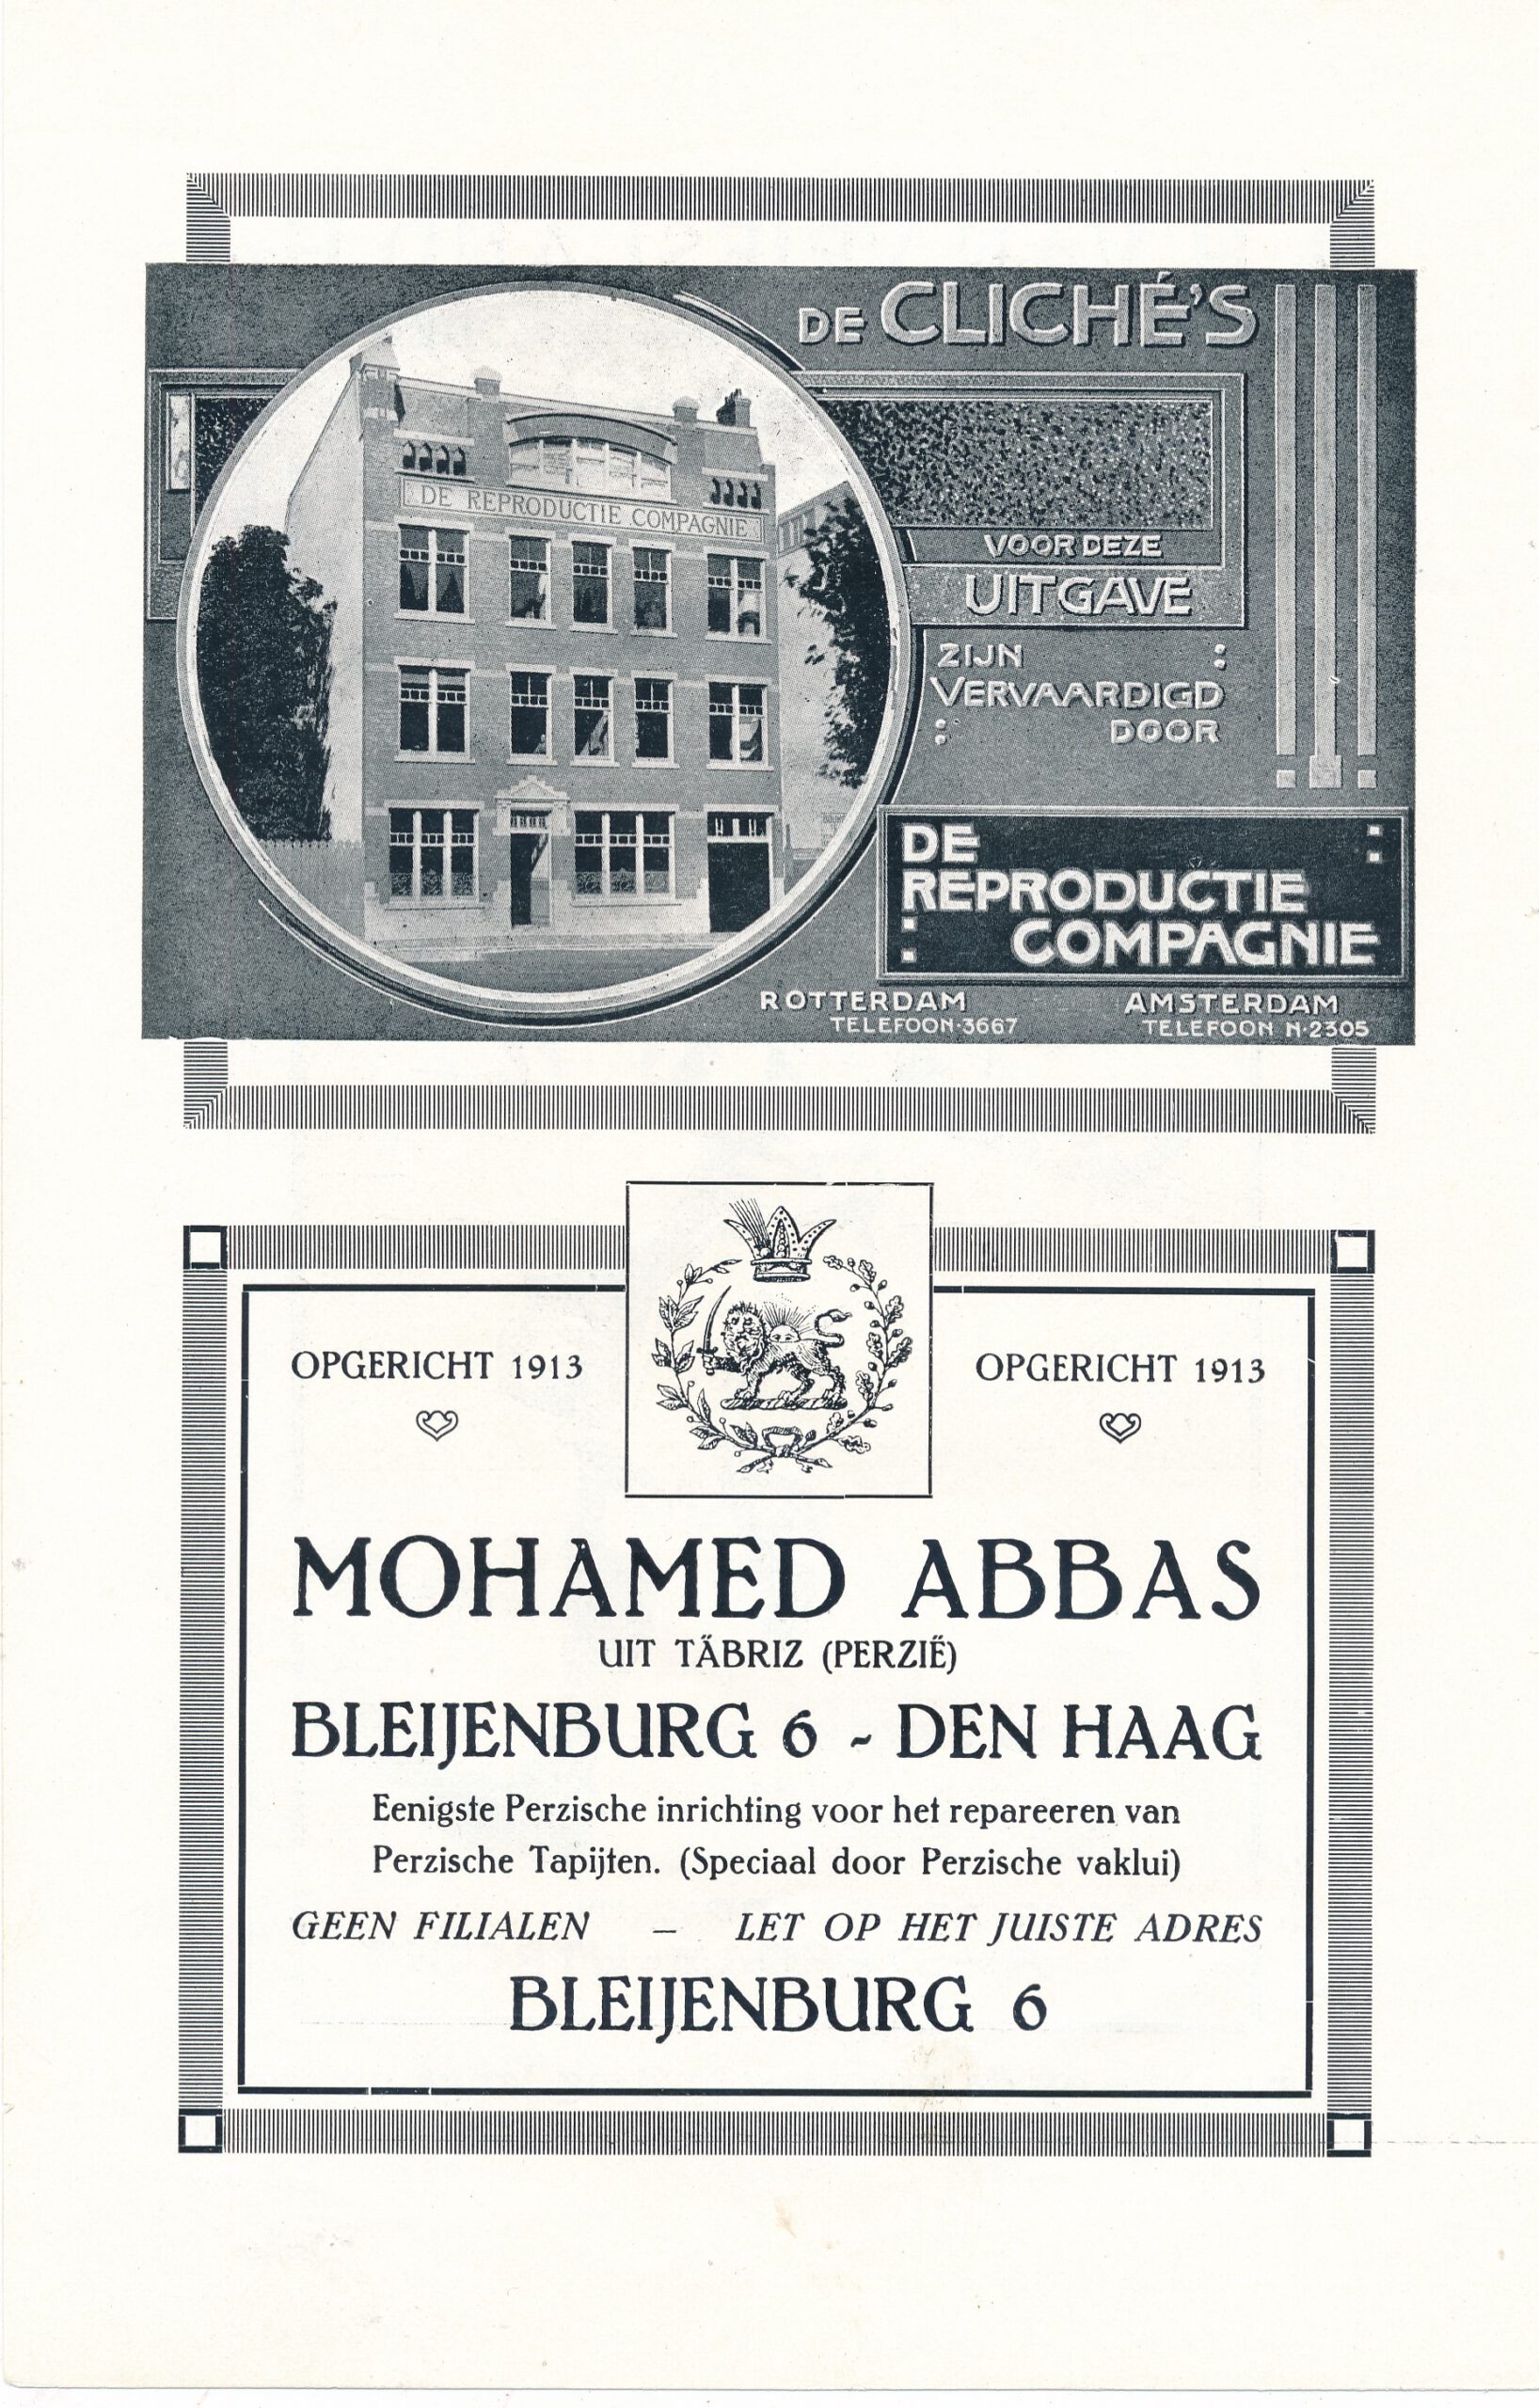 DE CLICHÉ'S
DE REPRODUCTIE COMPAGNIE
VOOR DEZE
UITGAVE
ZIJN :
VERVAARDIGD
: DOOR
DE :
REPRODUCTIE
: COMPAGNIE
ROTTERDAM
TELEFOON·3667
AMSTERDAM
TELEFOON N·2305
OPGERICHT 1913
OPGERICHT 1913
MOHAMED ABBAS
UIT TÄBRIZ (PERZIË)
BLEIJENBURG 6 ~ DEN HAAG
Eenigste Perzische inrichting voor het repareeren van
Perzische Tapijten. (Speciaal door Perzische vaklui)
GEEN FILIALEN – LET OP HET JUISTE ADRES
BLEIJENBURG 6